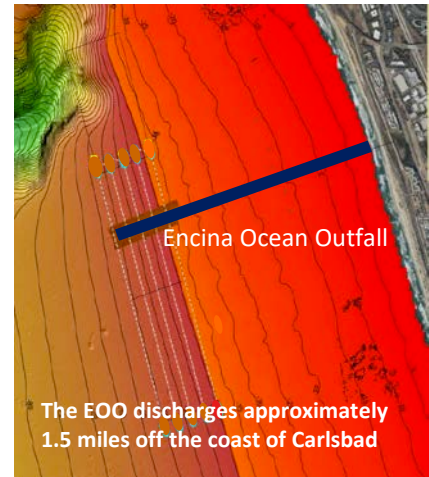 Encina Ocean Outfall
The EOO discharges approximately
1.5 miles off the coast of Carlsbad